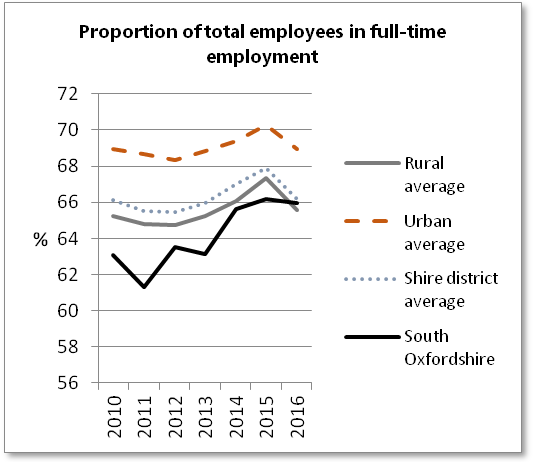 Proportion of total employees in full-time
employment
72
70
68
66
64
62
60
58
56
%
2010
2011
2012
2013
2014
2015
2016
Rural
average
Urban
average
Shire district
average
South
Oxfordshire